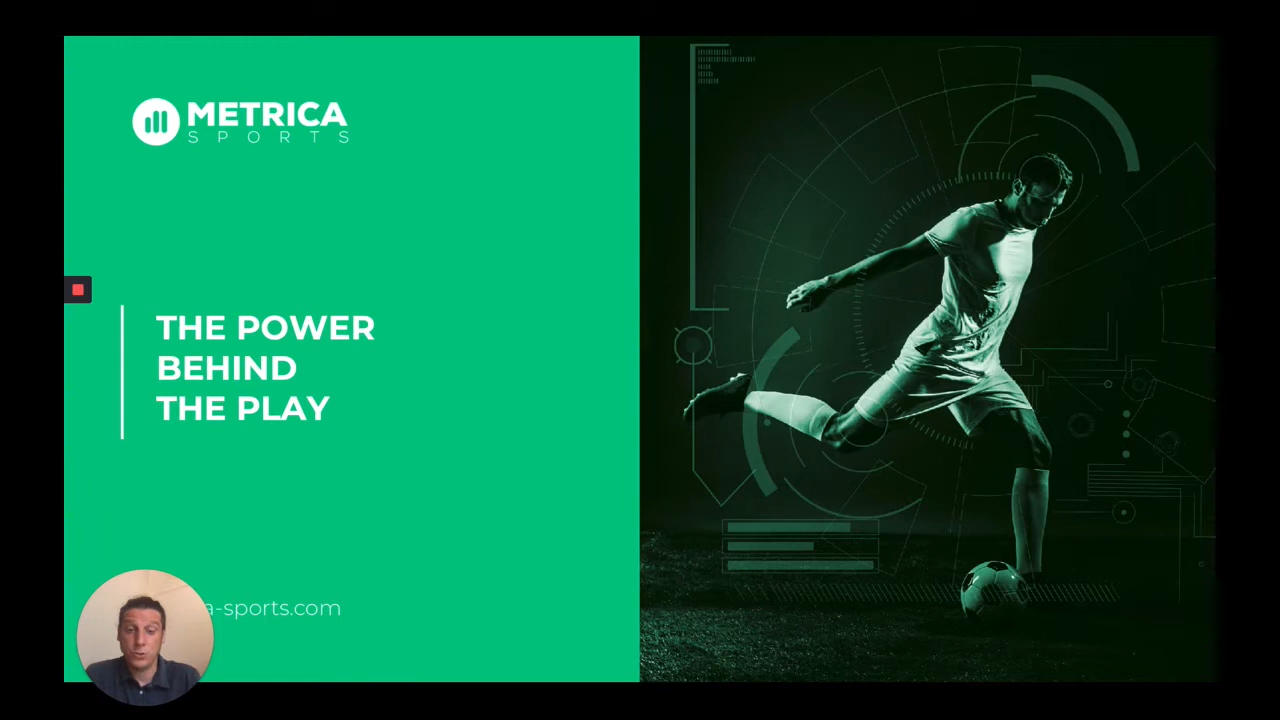 METRICA
SPORTS
THE POWER
BEHIND
THE PLAY
a-sports.com